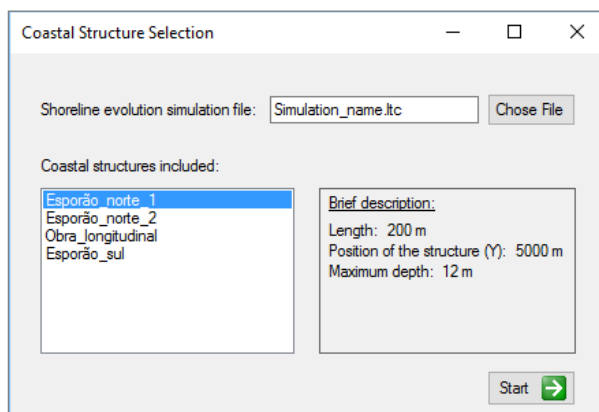 Coastal Structure Selection
Shoreline evolution simulation file: Simulation_name.ltc Chose File
Coastal structures included:
Esporão_norte_1
Esporão_norte_2
Obra_longitudinal
Esporão_sul
Brief description:
Length: 200 m
Position of the structure (Y): 5000 m
Maximum depth: 12 m
Start